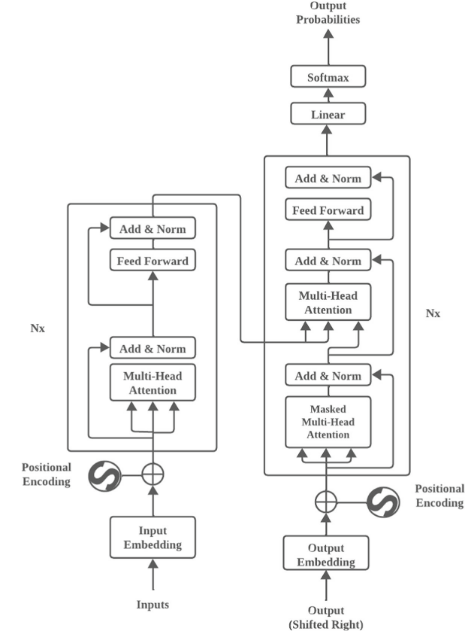 Output
Probabilities
Softmax
Linear
Add & Norm
Feed Forward
Add & Norm
Multi-Head
Attention
Add & Norm
Masked
Multi-Head
Attention
Nx
Positional
Encoding
Output
Embedding
Output
(Shifted Right)
Add & Norm
Feed Forward
Add & Norm
Multi-Head
Attention
Nx
Positional
Encoding
Input
Embedding
Inputs